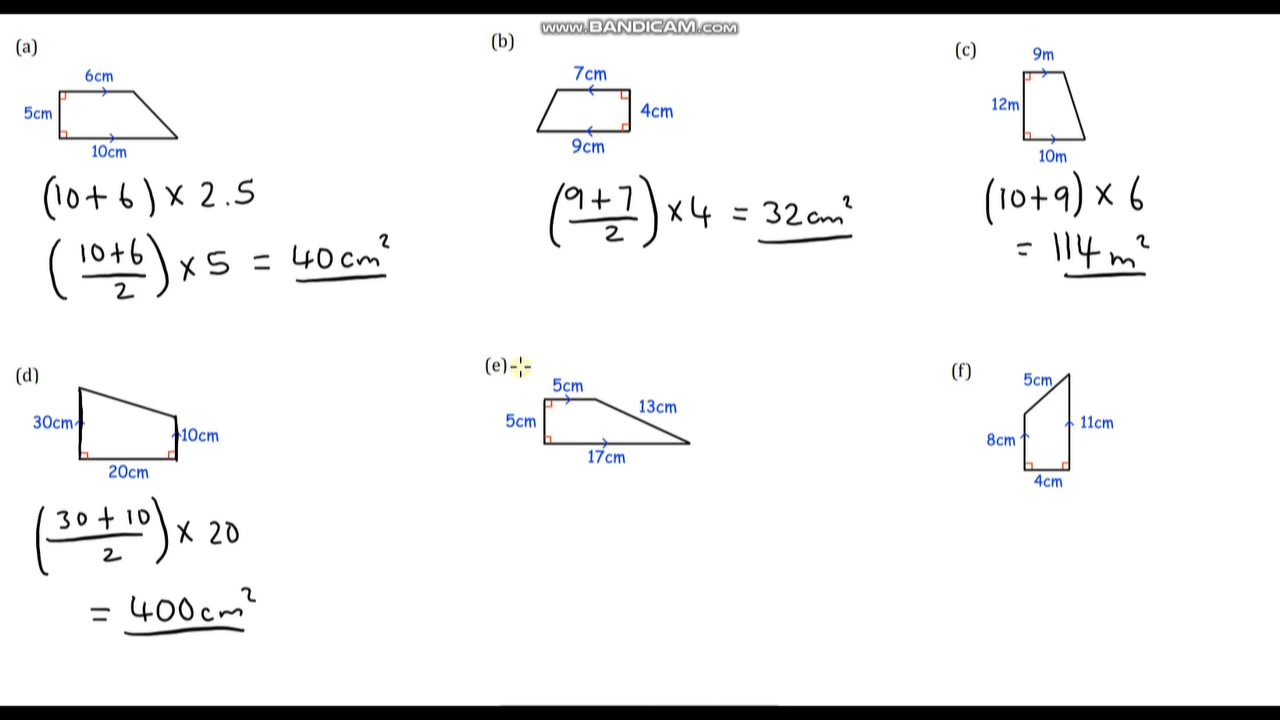 www.BANDICAM.com
(a)
6cm
5cm
10cm
(10+6)×2.5
(10+6/2)×5 = 40cm²
(b)
7cm
4cm
9cm
(9+7/2)×4 = 32cm²
(c)
9m
12m
10m
(10+9)×6
= 114m²
(d)
30cm
10cm
20cm
(30+10/2)×20
= 400cm²
(e)
5cm
13cm
5cm
17cm
(f)
5cm
11cm
8cm
4cm